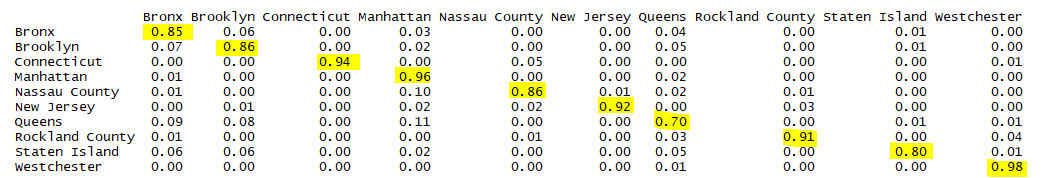 Bronx Brooklyn Connecticut Manhattan Nassau County New Jersey Queens Rockland County Staten Island Westchester
Bronx 0.85 0.06 0.00 0.03 0.00 0.00 0.04 0.00 0.01 0.00
Brooklyn 0.07 0.86 0.00 0.02 0.00 0.00 0.05 0.00 0.01 0.00
Connecticut 0.00 0.00 0.94 0.00 0.05 0.00 0.00 0.00 0.00 0.01
Manhattan 0.01 0.00 0.00 0.96 0.00 0.00 0.02 0.00 0.00 0.00
Nassau County 0.01 0.00 0.00 0.10 0.86 0.01 0.02 0.01 0.00 0.00
New Jersey 0.00 0.01 0.00 0.02 0.02 0.92 0.00 0.03 0.00 0.00
Queens 0.09 0.08 0.00 0.11 0.00 0.00 0.70 0.00 0.01 0.01
Rockland County 0.01 0.00 0.00 0.00 0.01 0.00 0.03 0.91 0.00 0.04
Staten Island 0.06 0.06 0.00 0.02 0.00 0.00 0.05 0.00 0.80 0.01
Westchester 0.00 0.00 0.00 0.00 0.00 0.00 0.01 0.00 0.00 0.98